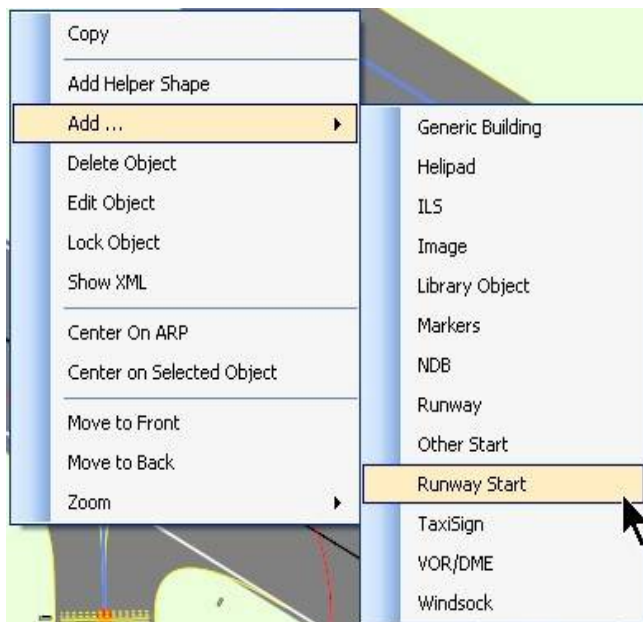 Copy
Add Helper Shape
Add ...
Delete Object
Edit Object
Lock Object
Show XML
Center On ARP
Center on Selected Object
Move to Front
Move to Back
Zoom
Generic Building
Helipad
ILS
Image
Library Object
Markers
NDB
Runway
Other Start
Runway Start
TaxiSign
VOR/DME
Windsock